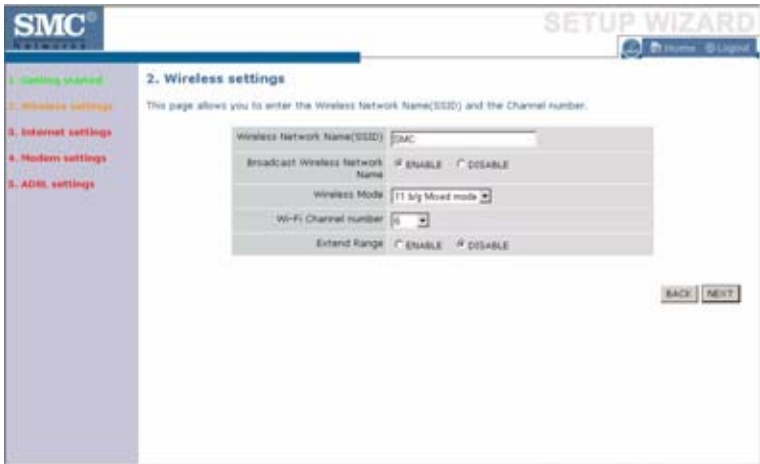 SMC®
Networks
SETUP WIZARD
Home Logout
1. Getting started
2. Wireless settings
3. Internet settings
4. Modem settings
5. ADSL settings
2. Wireless settings
This page allows you to enter the Wireless Network Name(SSID) and the Channel number.
Wireless Network Name(SSID) SMC
Broadcast Wireless Network Name ENABLE DISABLE
Wireless Mode 11 b/g Mixed mode
Wi-Fi Channel number 6
Extend Range ENABLE DISABLE
BACK NEXT